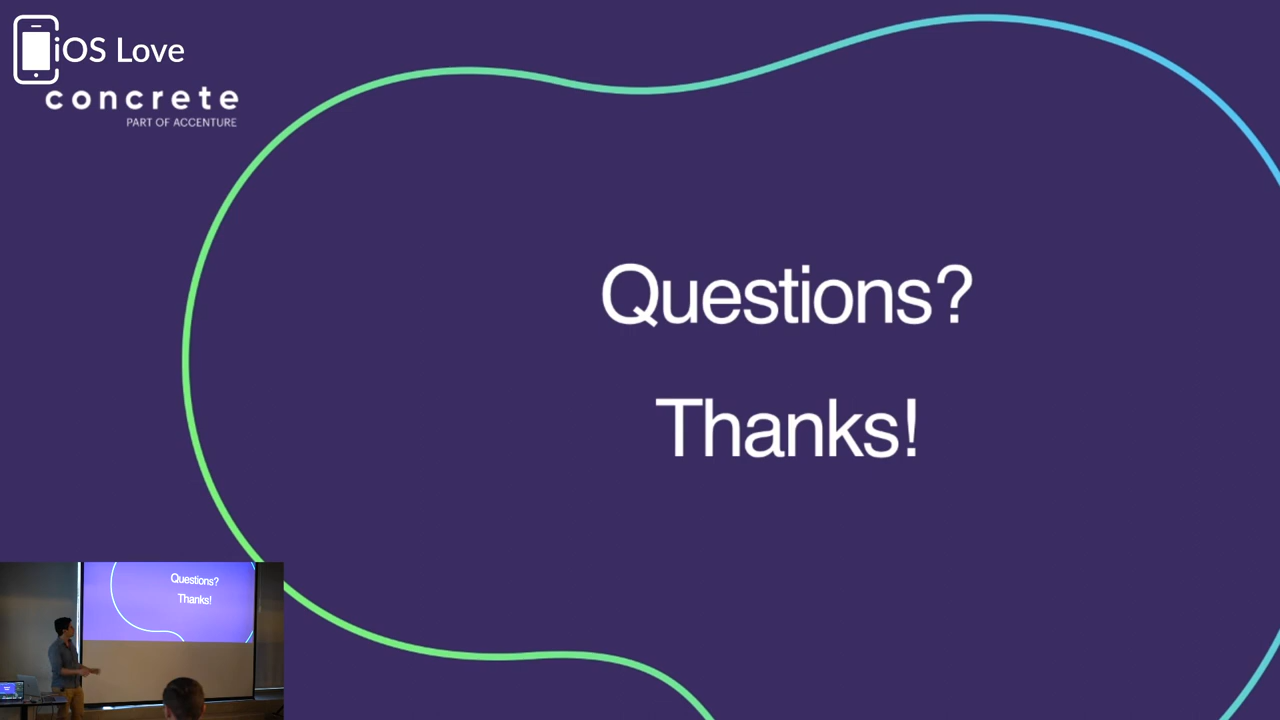 iOS Love
concrete
PART OF ACCENTURE
Questions?
Thanks!
Questions?
Thanks!